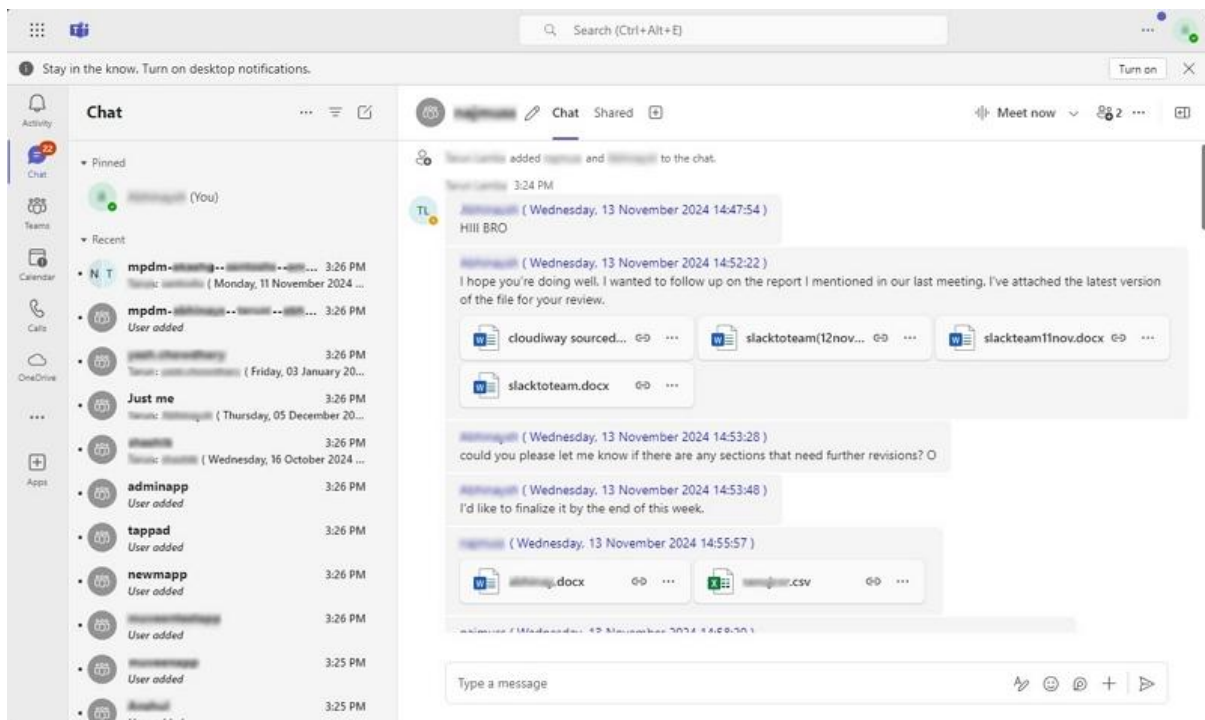 Search (Ctrl+Alt+E)
Stay in the know. Turn on desktop notifications.
Turn on
Activity
22
Chat
Teams
Calendar
Calls
OneDrive
Apps
Chat
Pinned
(You)
Recent
N T
mpdm- ... 3:26 PM
( Monday, 11 November 2024 ...
mpdm- ... 3:26 PM
User added
3:26 PM
( Friday, 03 January 20...
Just me 3:26 PM
( Thursday, 05 December 20...
3:26 PM
( Wednesday, 16 October 2024 ...
adminapp 3:26 PM
User added
tappad 3:26 PM
User added
newmapp 3:26 PM
User added
3:26 PM
User added
3:25 PM
User added
3:25 PM
Chat Shared
Meet now
2
added and to the chat.
3:24 PM
TL
( Wednesday, 13 November 2024 14:47:54 )
HIII BRO
( Wednesday, 13 November 2024 14:52:22 )
I hope you're doing well. I wanted to follow up on the report I mentioned in our last meeting. I've attached the latest version
of the file for your review.
cloudiway sourced... slacktoteam(12nov... slackteam11nov.docx
slacktoteam.docx
( Wednesday, 13 November 2024 14:53:28 )
could you please let me know if there are any sections that need further revisions? O
( Wednesday, 13 November 2024 14:53:48 )
I'd like to finalize it by the end of this week.
( Wednesday, 13 November 2024 14:55:57 )
.docx .csv
Type a message